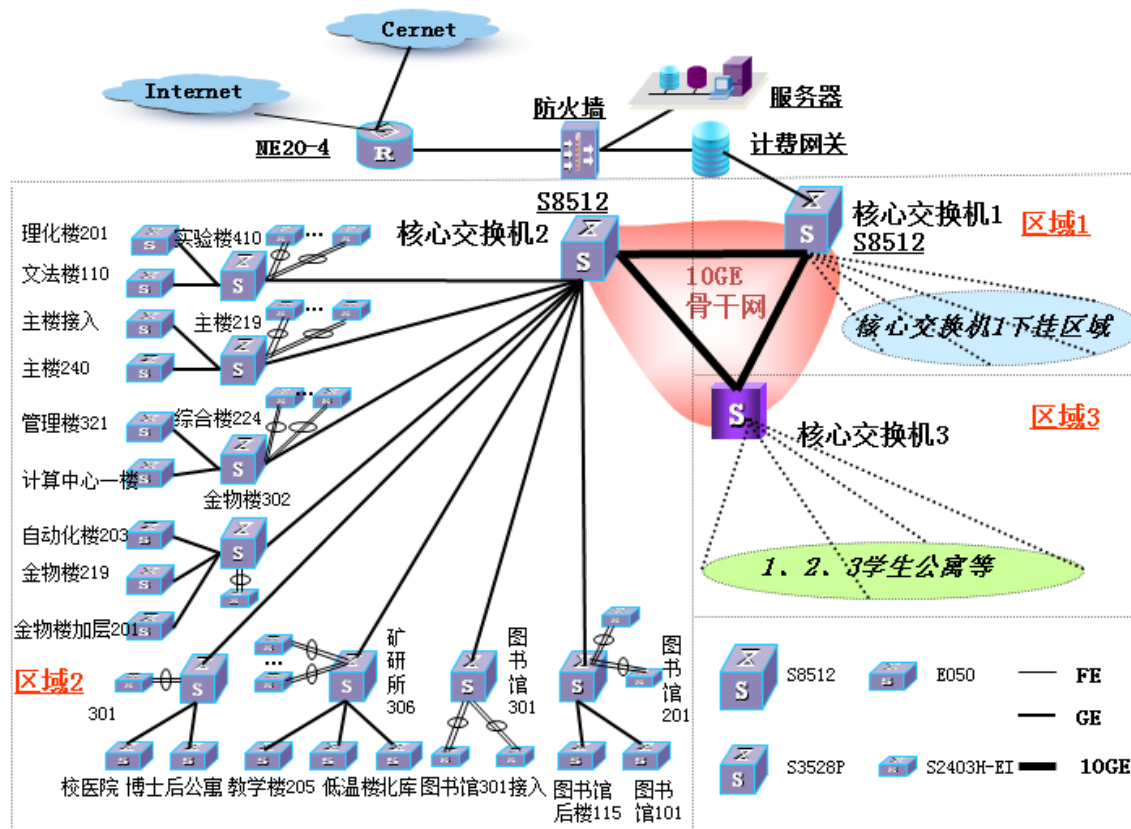 Cernet
Internet
NE20-4
防火墙
服务器
计费网关
S8512
核心交换机2
核心交换机1
S8512
区域1
10GE
骨干网
核心交换机1下挂区域
区域3
核心交换机3
1、2、3学生公寓等
理化楼201
实验楼410
文法楼110
主楼接入
主楼219
主楼240
管理楼321
综合楼224
计算中心一楼
金物楼302
自动化楼203
金物楼219
金物楼加层201
区域2
301
矿研所
306
图书馆
301
图书馆
201
校医院
博士后公寓
教学楼205
低温楼
北库
图书馆301接入
图书馆
后楼115
图书
馆101
S8512
E050
FE
GE
S3528P
S2403H-EI
10GE